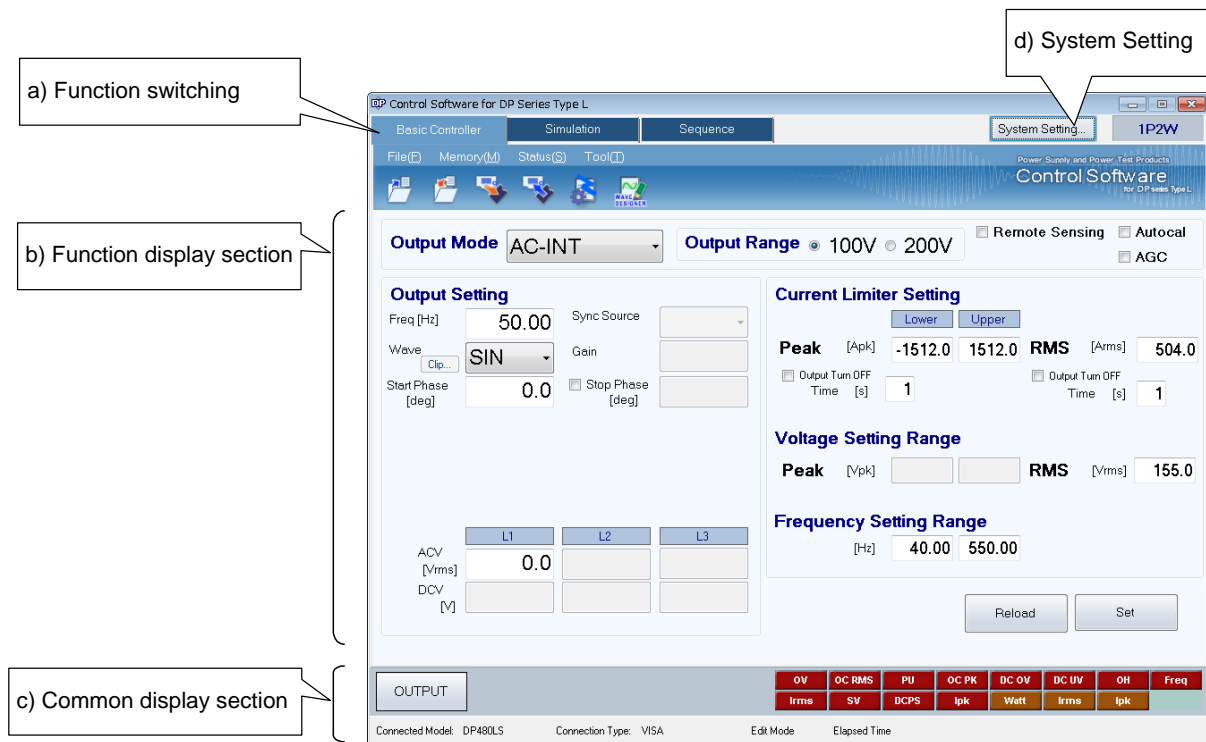 d) System Setting
a) Function switching
DP Control Software for DP Series Type L
Basic Controller Simulation Sequence System Setting... 1P2W
File(F) Memory(M) Status(S) Tool(T)
Power Supply and Power Test Products
Control Software
for DP series Type L
WAVE
DESIGNER
b) Function display section
Output Mode AC-INT Output Range 100V 200V Remote Sensing Autocal
AGC
Output Setting
Freq [Hz] 50.00 Sync Source
Wave Clip... SIN Gain
Start Phase 0.0 Stop Phase
[deg] [deg]
L1 L2 L3
ACV
[Vrms] 0.0
DCV
[V]
Current Limiter Setting
Lower Upper
Peak [Apk] -1512.0 1512.0 RMS [Arms] 504.0
Output Turn OFF Output Turn OFF
Time [s] 1 Time [s] 1
Voltage Setting Range
Peak [Vpk] RMS [Vrms] 155.0
Frequency Setting Range
[Hz] 40.00 550.00
Reload Set
c) Common display section
OUTPUT
OV OC RMS PU OC PK DC OV DC UV OH Freq
Irms SV DCPS Ipk Watt Irms Ipk
Connected Model: DP480LS Connection Type: VISA Edit Mode Elapsed Time